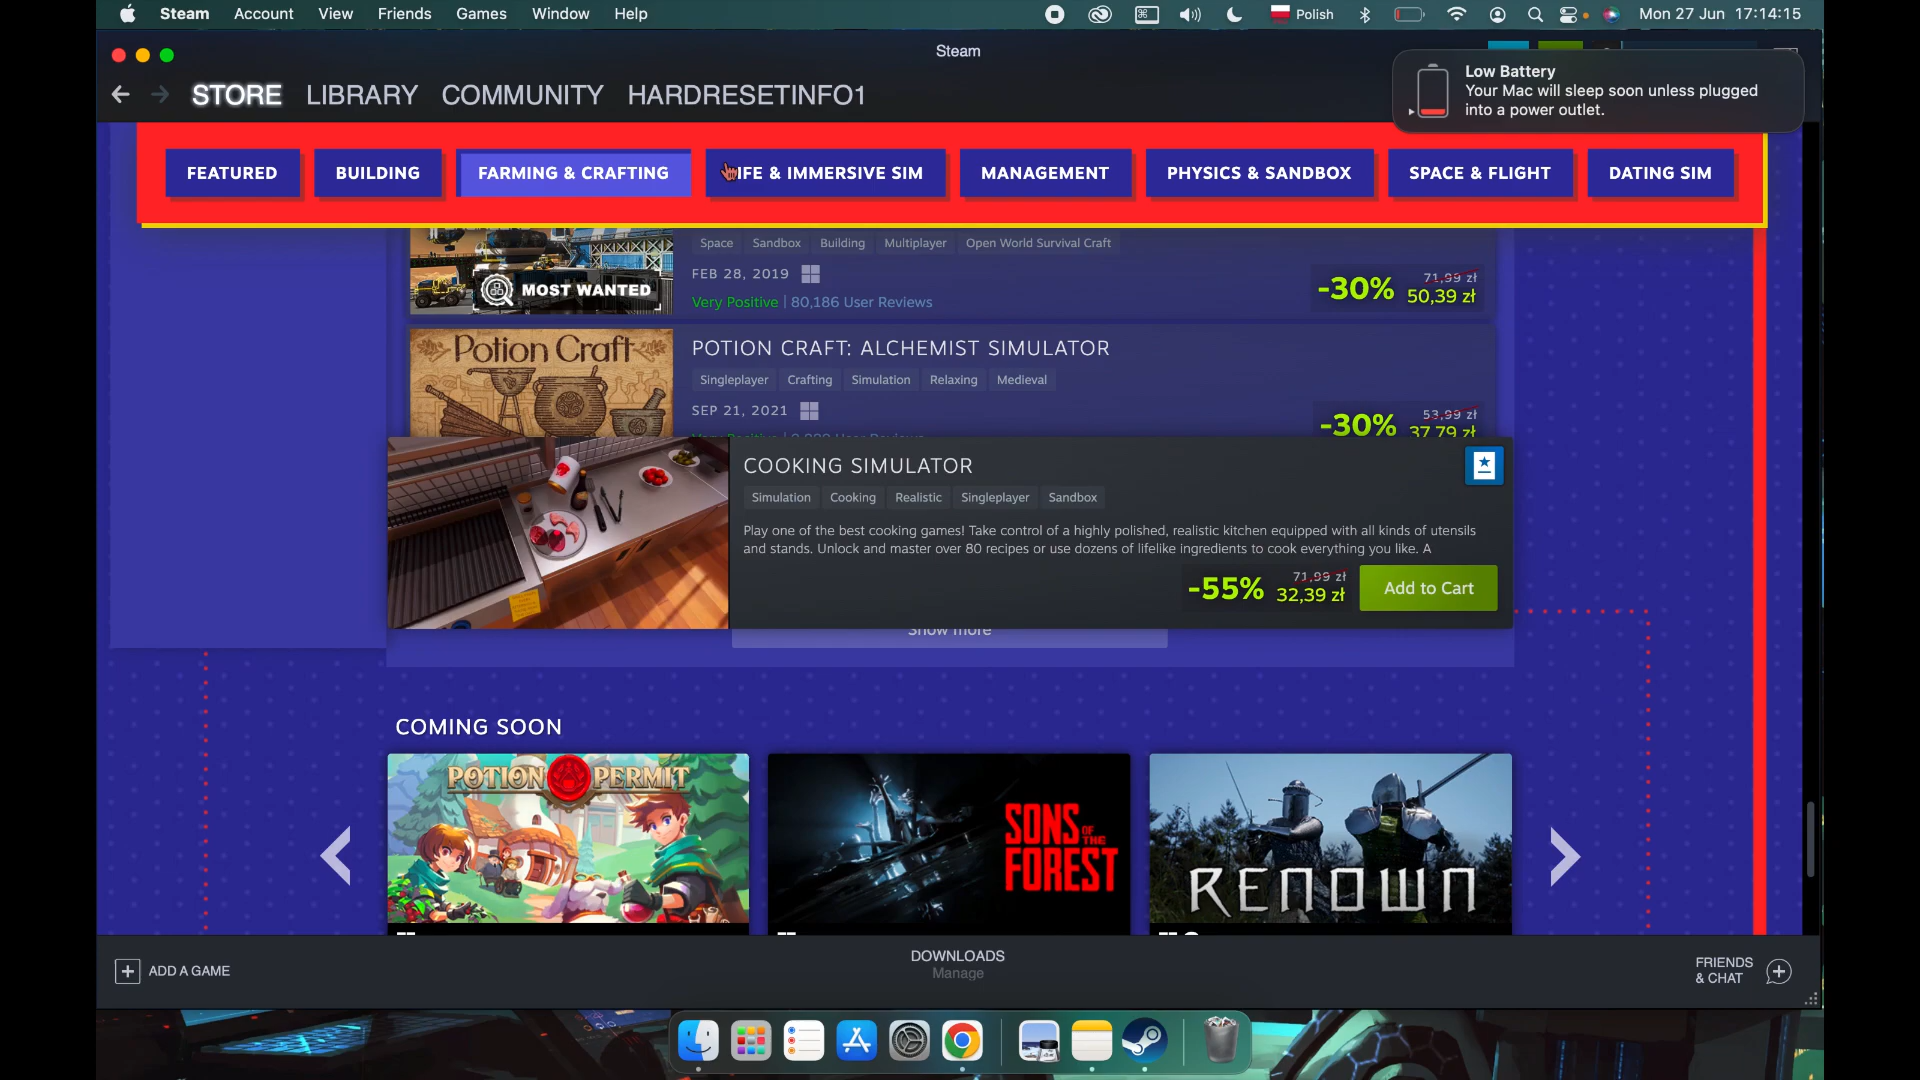 Steam Account View Friends Games Window Help Polish Mon 27 Jun 17:14:15
Steam
STORE LIBRARY COMMUNITY HARDRESETINFO1
Low Battery
Your Mac will sleep soon unless plugged
into a power outlet.
FEATURED BUILDING FARMING & CRAFTING LIFE & IMMERSIVE SIM MANAGEMENT PHYSICS & SANDBOX SPACE & FLIGHT DATING SIM
Space Sandbox Building Multiplayer Open World Survival Craft
FEB 28, 2019
MOST WANTED
Very Positive | 80,186 User Reviews
-30% 71,99 zł
50,39 zł
Potion Craft
POTION CRAFT: ALCHEMIST SIMULATOR
Singleplayer Crafting Simulation Relaxing Medieval
SEP 21, 2021
-30% 53,99 zł
37,79 zł
COOKING SIMULATOR
Simulation Cooking Realistic Singleplayer Sandbox
Play one of the best cooking games! Take control of a highly polished, realistic kitchen equipped with all kinds of utensils
and stands. Unlock and master over 80 recipes or use dozens of lifelike ingredients to cook everything you like. A
-55% 71,99 zł
32,39 zł
Add to Cart
Show more
COMING SOON
POTION PERMIT
SONS
OF THE
FOREST
RENOWN
ADD A GAME
DOWNLOADS
Manage
FRIENDS
& CHAT